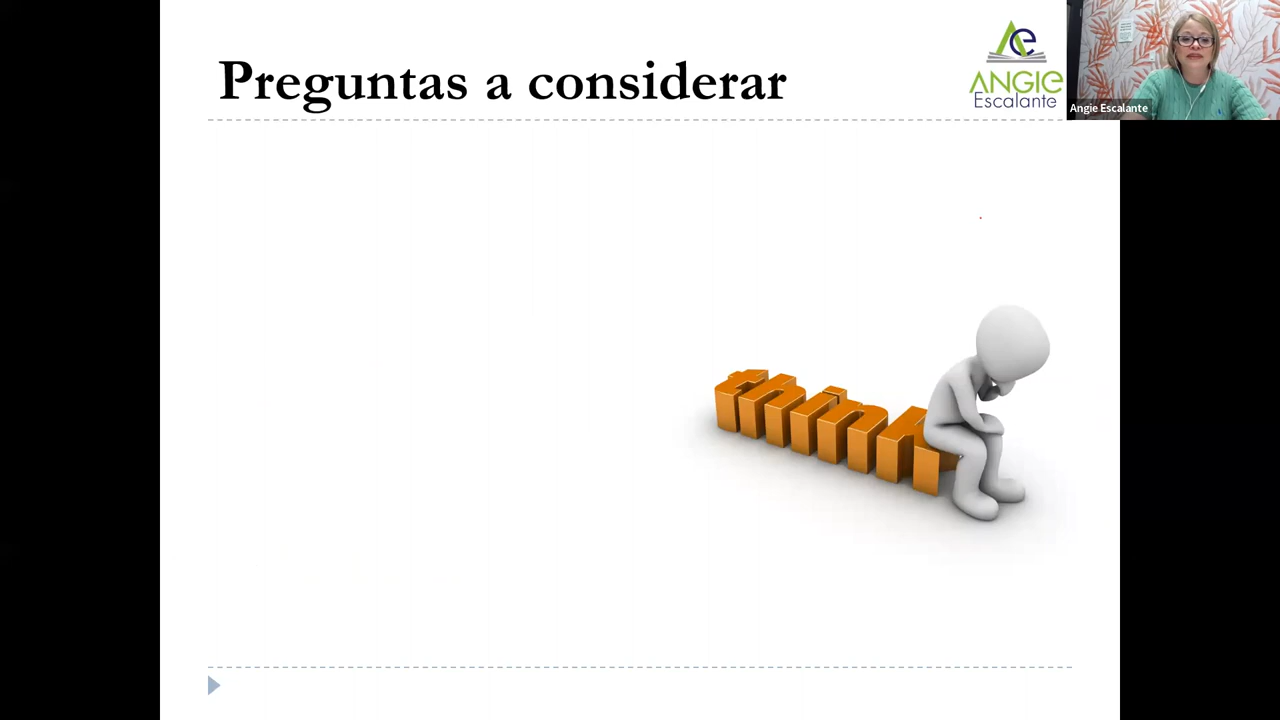 Preguntas a considerar
ANGIE
Escalante
Angie Escalante
think